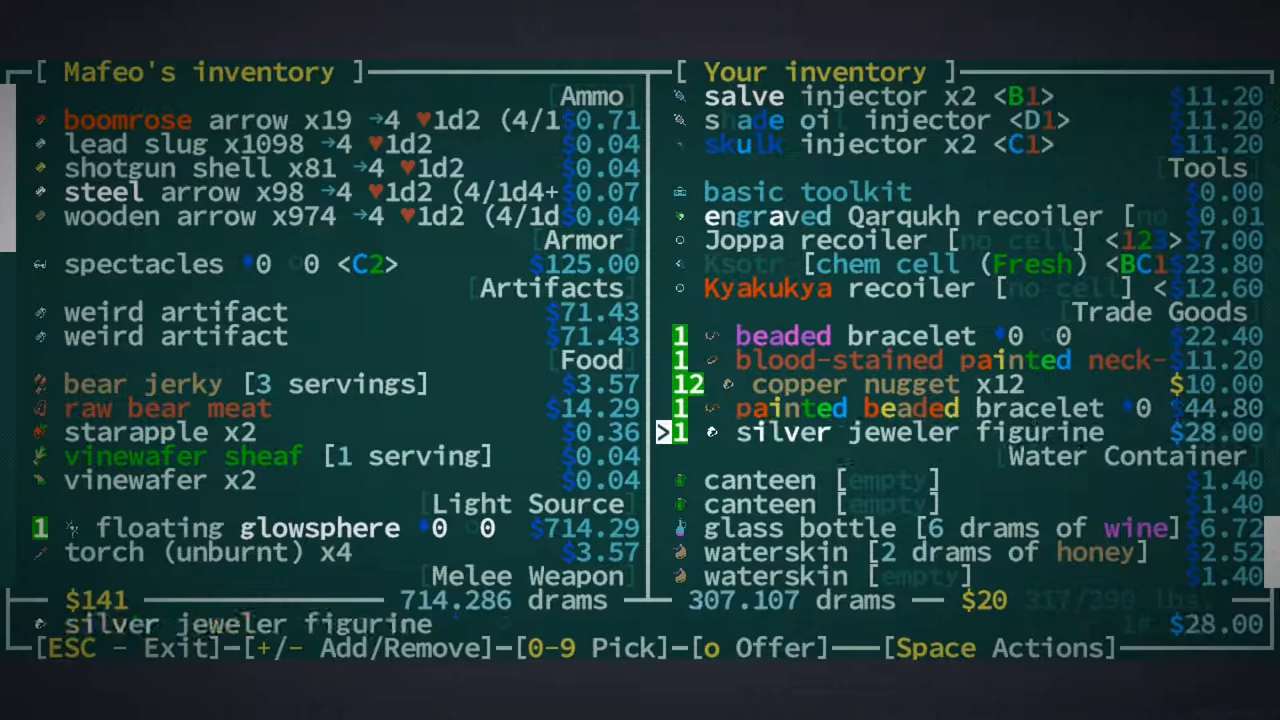 [ Mafeo's inventory ]
[Ammo
boomrose arrow x19 →4 ♥1d2 (4/1$0.71
lead slug x1098 →4 ♥1d2 $0.04
shotgun shell x81 →4 ♥1d2 $0.04
steel arrow x98 →4 ♥1d2 (4/1d4+$0.07
wooden arrow x974 →4 ♥1d2 (4/1d$0.04
[Armor
spectacles ♦0 ○0 <C2> $125.00
[Artifacts
weird artifact $71.43
weird artifact $71.43
[Food
bear jerky [3 servings] $3.57
raw bear meat $14.29
starapple x2 $0.36
vinewafer sheaf [1 serving] $0.04
vinewafer x2 $0.04
[Light Source
1 floating glowsphere ♦0 0 $714.29
torch (unburnt) x4 $3.57
[Melee Weapon
$141 714.286 drams
[ Your inventory ]
salve injector x2 <B1> $11.20
shade oil injector <D1> $11.20
skulk injector x2 <C1> $11.20
[Tools
basic toolkit $0.00
engraved Qarqukh recoiler [no $0.01
Joppa recoiler [no cell] <123>$7.00
[chem cell (Fresh) <BC1$23.80
Kyakukya recoiler [no cell] <$12.60
[Trade Goods
1 beaded bracelet ♦0 ○0 $22.40
1 blood-stained painted neck-$11.20
12 copper nugget x12 $10.00
1 painted beaded bracelet ♦0 $44.80
>1 silver jeweler figurine $28.00
[Water Container
canteen [empty] $1.40
canteen [empty] $1.40
glass bottle [6 drams of wine]$6.72
waterskin [2 drams of honey] $2.52
waterskin [empty] $1.40
307.107 drams $20 317/390 lbs.
silver jeweler figurine $28.00
[ESC - Exit]-[+/- Add/Remove]-[0-9 Pick]-[o Offer]-[Space Actions]